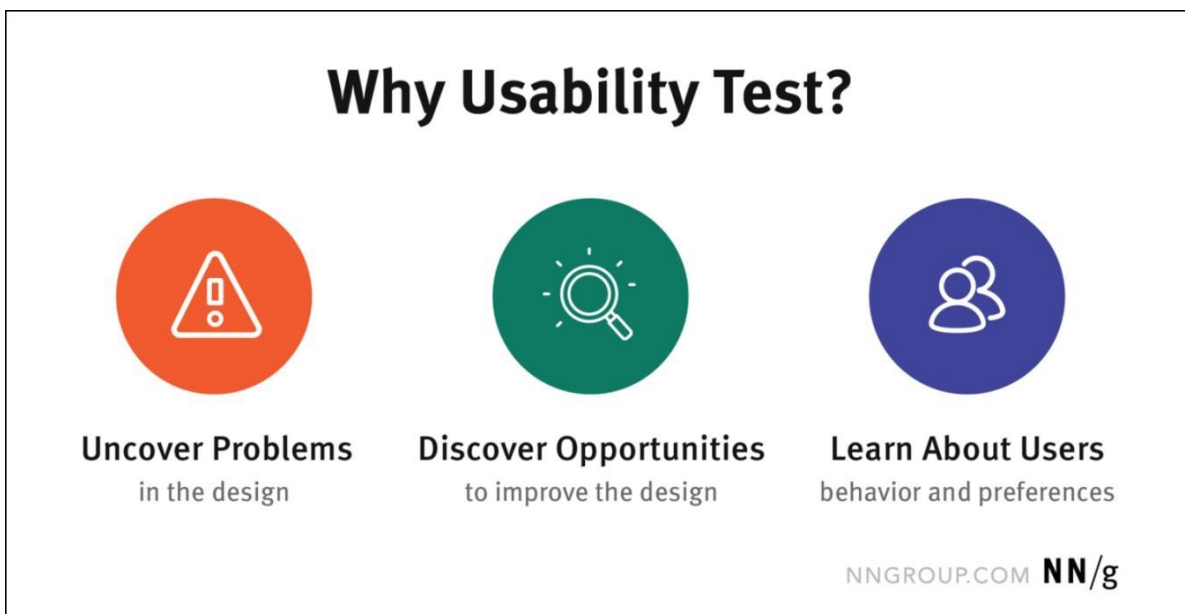 Why Usability Test?
Uncover Problems
in the design
Discover Opportunities
to improve the design
Learn About Users
behavior and preferences
NNGROUP.COM NN/g